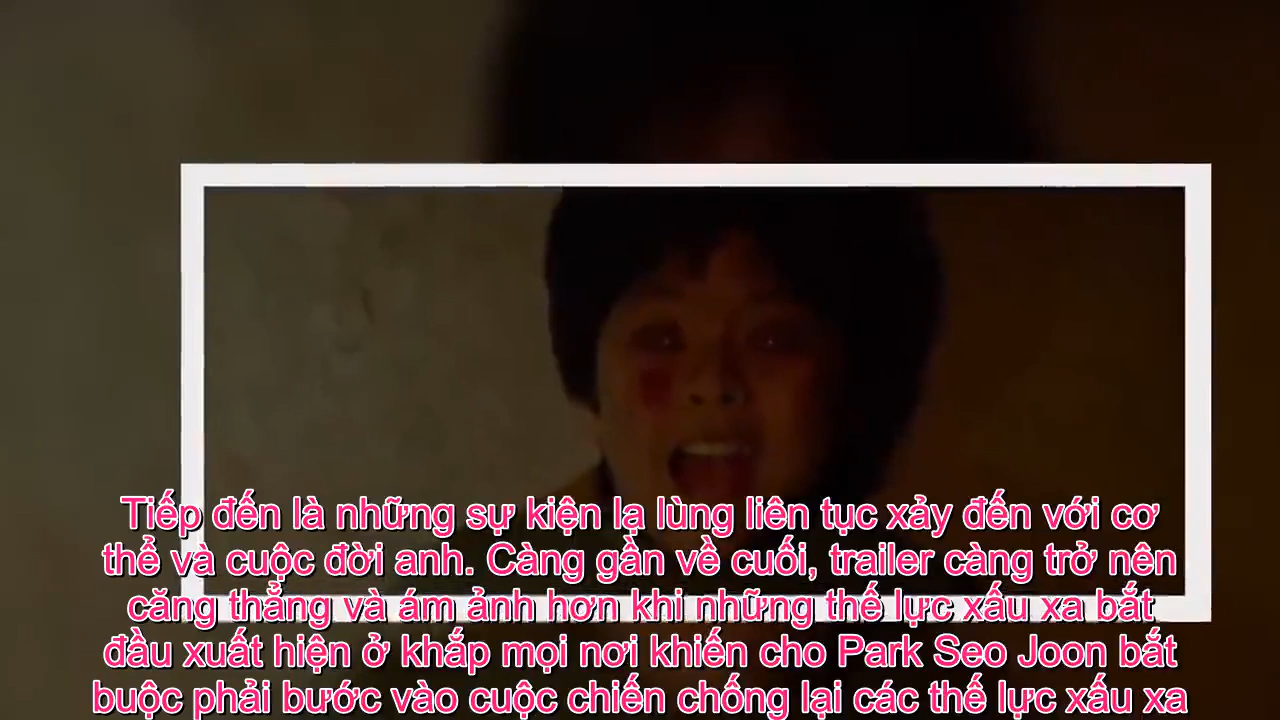 Tiếp đến là những sự kiện lạ lùng liên tục xảy đến với cơ
thể và cuộc đời anh. Càng gần về cuối, trailer càng trở nên
căng thẳng và ám ảnh hơn khi những thế lực xấu xa bắt
đầu xuất hiện ở khắp mọi nơi khiến cho Park Seo Joon bắt
buộc phải bước vào cuộc chiến chống lại các thế lực xấu xa